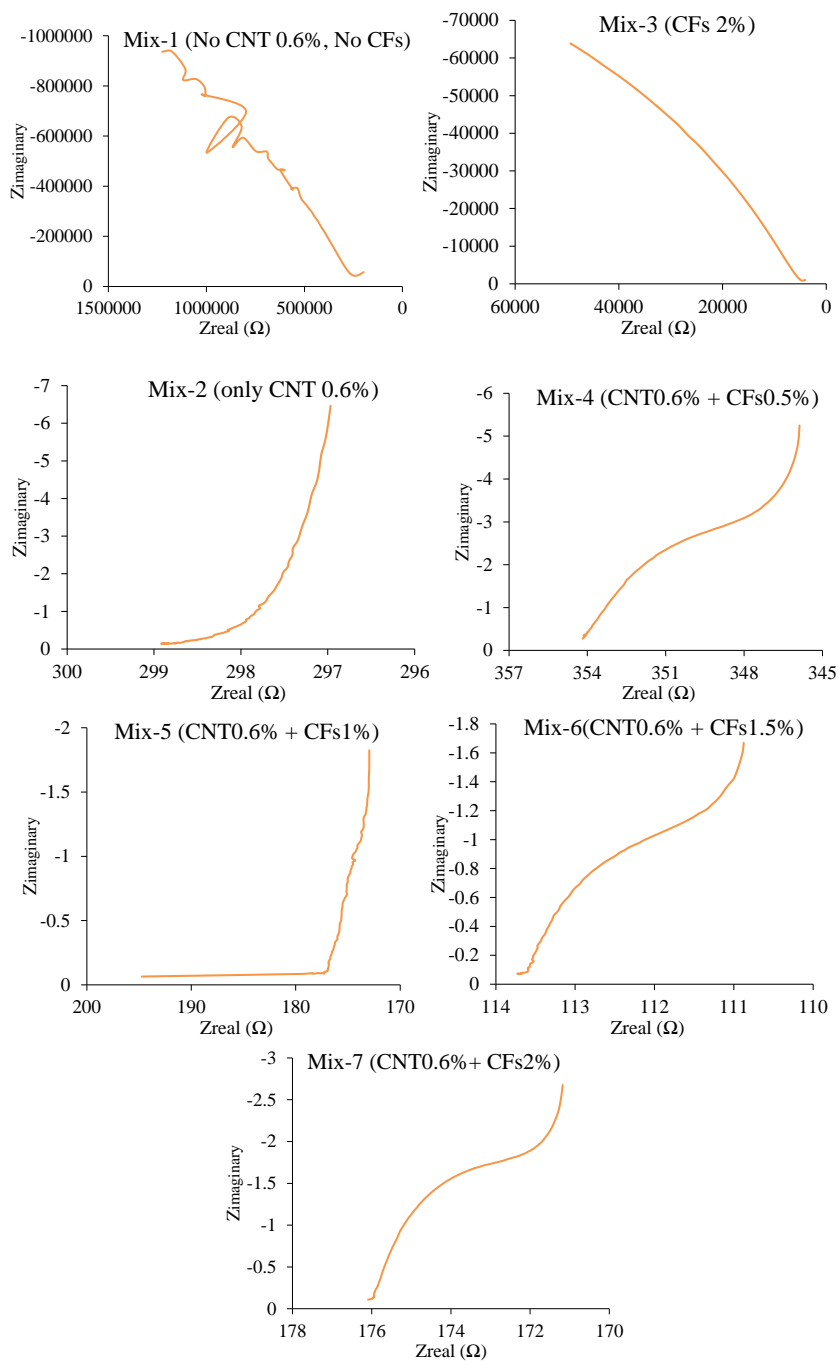 Mix-1 (No CNT 0.6%, No CFs)
-1000000
-800000
-600000
-400000
-200000
0
Zimaginary
1500000 1000000 500000 0
Zreal (Ω)
Mix-3 (CFs 2%)
-70000
-60000
-50000
-40000
-30000
-20000
-10000
0
Zimaginary
60000 40000 20000 0
Zreal (Ω)
Mix-2 (only CNT 0.6%)
-7
-6
-5
-4
-3
-2
-1
0
Zimaginary
300 299 298 297 296
Zreal (Ω)
Mix-4 (CNT0.6% + CFs0.5%)
-6
-5
-4
-3
-2
-1
0
Zimaginary
357 354 351 348 345
Zreal (Ω)
Mix-5 (CNT0.6% + CFs1%)
-2
-1.5
-1
-0.5
0
Zimaginary
200 190 180 170
Zreal (Ω)
Mix-6(CNT0.6% + CFs1.5%)
-1.8
-1.6
-1.4
-1.2
-1
-0.8
-0.6
-0.4
-0.2
0
Zimaginary
114 113 112 111 110
Zreal (Ω)
Mix-7 (CNT0.6%+ CFs2%)
-3
-2.5
-2
-1.5
-1
-0.5
0
Zimaginary
178 176 174 172 170
Zreal (Ω)